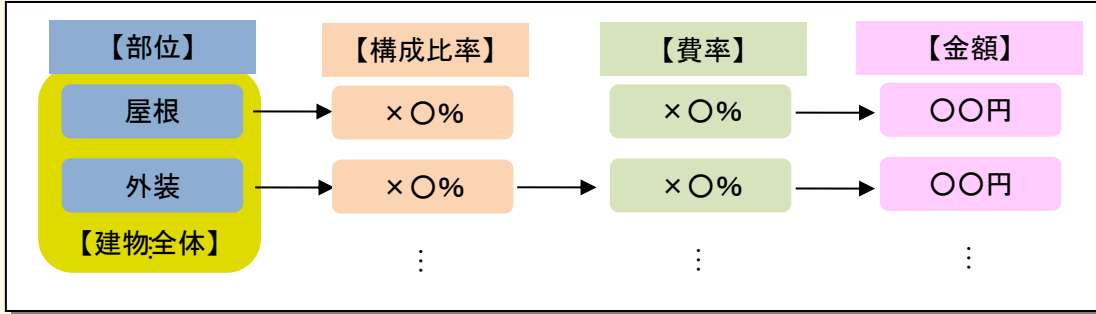 【部位】 【構成比率】 【費率】 【金額】
屋根 ×〇% ×〇% 〇〇円
外装 ×〇% ×〇% 〇〇円
【建物全体】
⋮ ⋮ ⋮ ⋮